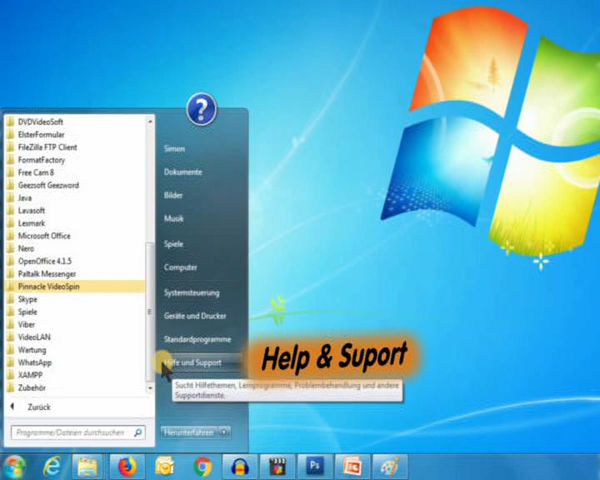 DVDVideoSoft
ElsterFormular
FileZilla FTP Client
FormatFactory
Free Cam 8
Geezsoft Geezword
Java
Lavasoft
Lexmark
Microsoft Office
Nero
OpenOffice 4.1.5
Paltalk Messenger
Pinnacle VideoSpin
Skype
Spiele
Viber
VideoLAN
Wartung
WhatsApp
XAMPP
Zubehör
Zurück
Programme/Dateien durchsuchen
?
Simon
Dokumente
Bilder
Musik
Spiele
Computer
Systemsteuerung
Geräte und Drucker
Standardprogramme
Hilfe und Support
Help & Suport
Sucht Hilfethemen, Lernprogramme, Problembehandlung und andere
Supportdienste.
Herunterfahren
Ps